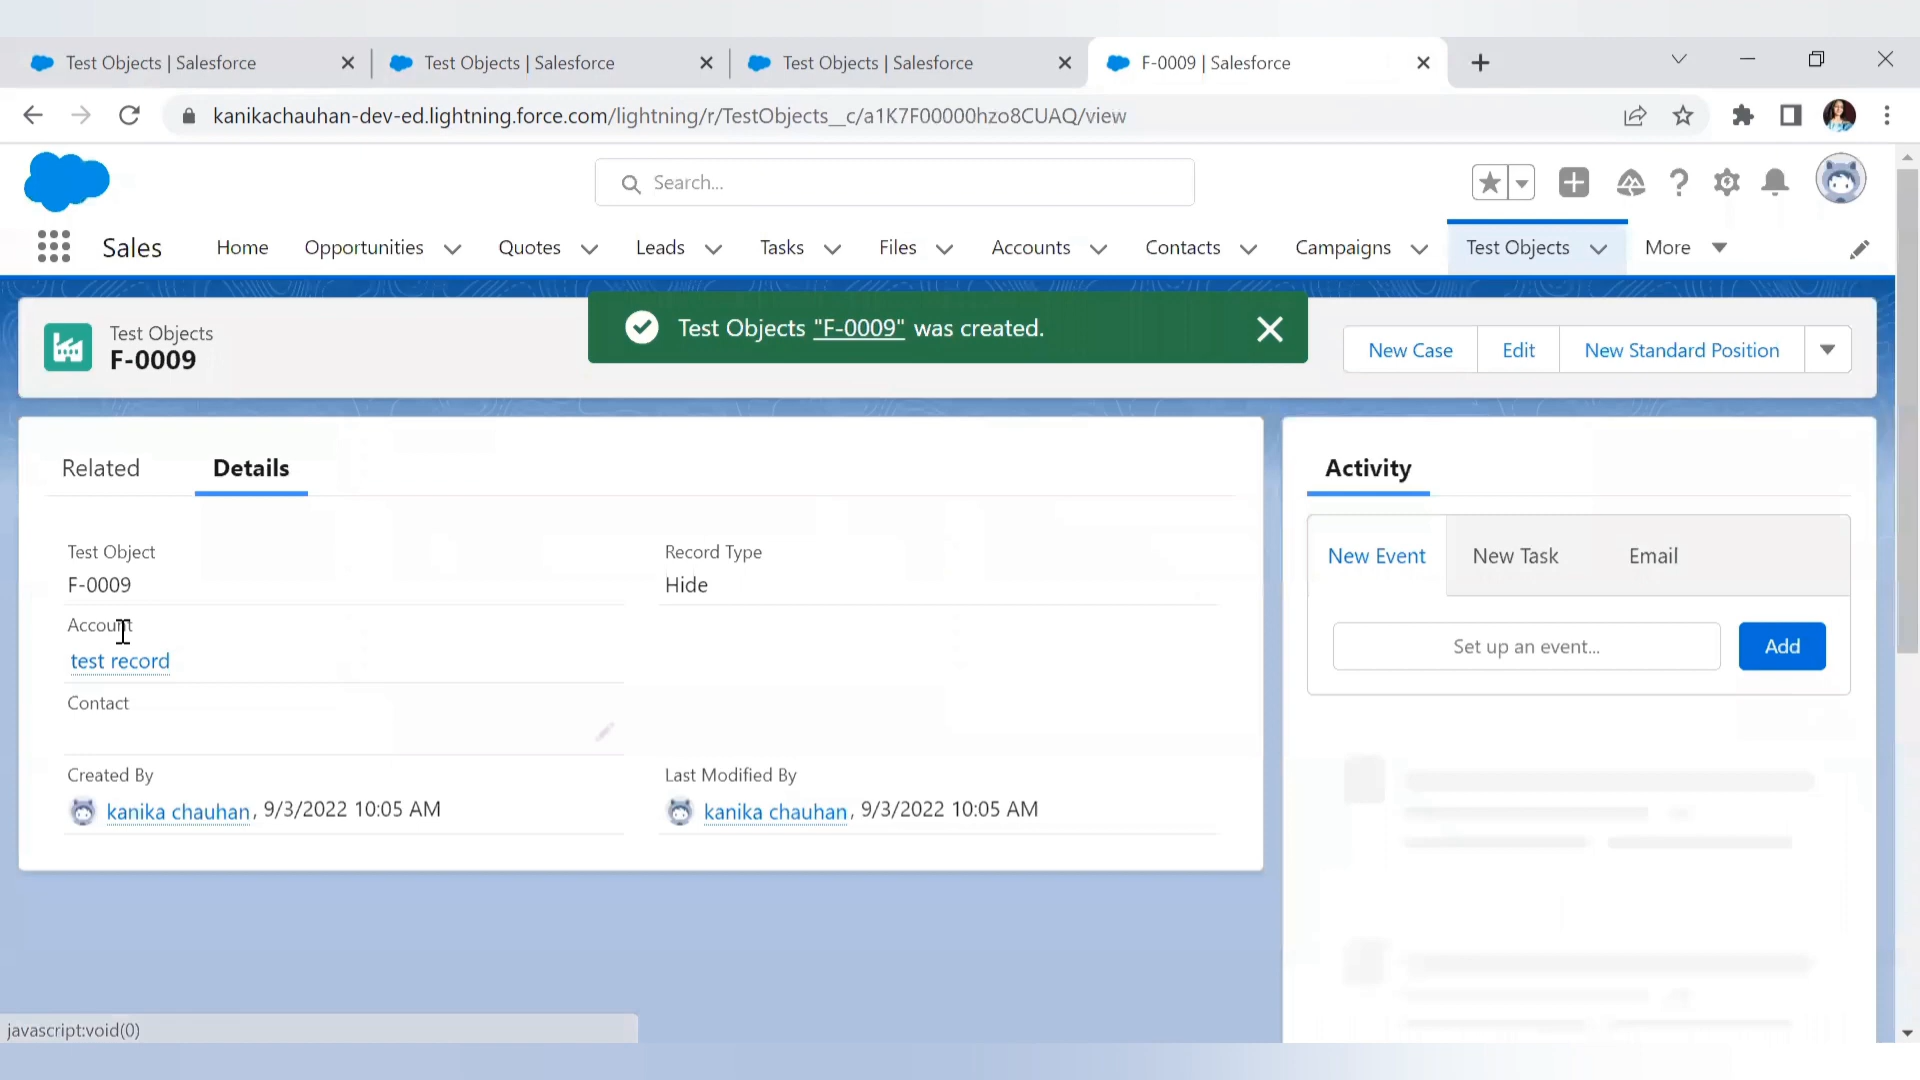 Test Objects | Salesforce
Test Objects | Salesforce
Test Objects | Salesforce
F-0009 | Salesforce
kanikachauhan-dev-ed.lightning.force.com/lightning/r/TestObjects__c/a1K7F00000hzo8CUAQ/view
Search...
Sales
Home
Opportunities
Quotes
Leads
Tasks
Files
Accounts
Contacts
Campaigns
Test Objects
More
Test Objects
F-0009
Test Objects "F-0009" was created.
New Case
Edit
New Standard Position
Related
Details
Test Object
F-0009
Record Type
Hide
Account
test record
Contact
Created By
kanika chauhan, 9/3/2022 10:05 AM
Last Modified By
kanika chauhan, 9/3/2022 10:05 AM
Activity
New Event
New Task
Email
Set up an event...
Add
javascript:void(0)